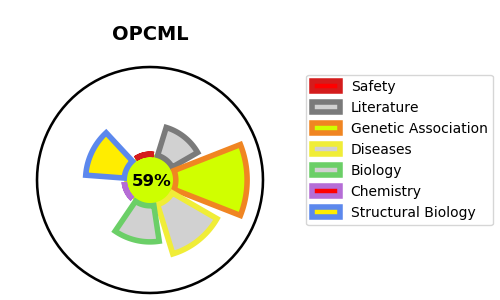 OPCML
59%
Safety
Literature
Genetic Association
Diseases
Biology
Chemistry
Structural Biology